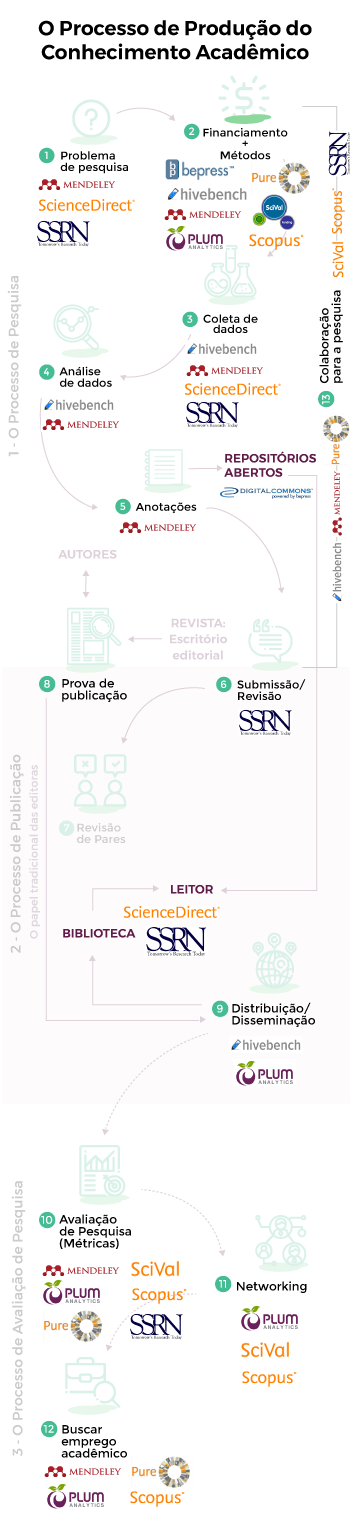 O Processo de Produção do
Conhecimento Acadêmico
1 - O Processo de Pesquisa
1 Problema
de pesquisa
MENDELEY
ScienceDirect
SSRN
Tomorrow's Research Today
2 Financiamento
+
Métodos
bp bepress™
Pure
hivebench
MENDELEY
SciVal
funding
PLUM
ANALYTICS
Scopus
3 Coleta de
dados
hivebench
MENDELEY
ScienceDirect
SSRN
Tomorrow's Research Today
4 Análise
de dados
hivebench
MENDELEY
5 Anotações
MENDELEY
REPOSITÓRIOS
ABERTOS
DIGITALCOMMONS
powered by bepress
13 Colaboração
para a pesquisa
hivebench
MENDELEY
Pure
SciVal
Scopus
SSRN
AUTORES
REVISTA:
Escritório
editorial
2 - O Processo de Publicação
O papel tradicional das editoras
8 Prova de
publicação
6 Submissão/
Revisão
SSRN
Tomorrow's Research Today
7 Revisão
de Pares
LEITOR
ScienceDirect
BIBLIOTECA
SSRN
Tomorrow's Research Today
9 Distribuição/
Disseminação
hivebench
PLUM
ANALYTICS
3 - O Processo de Avaliação de Pesquisa
10 Avaliação
de Pesquisa
(Métricas)
MENDELEY
SciVal
PLUM
ANALYTICS
Scopus
Pure
SSRN
Tomorrow's Research Today
11 Networking
PLUM
ANALYTICS
SciVal
Scopus
12 Buscar
emprego
acadêmico
MENDELEY
Pure
PLUM
ANALYTICS
Scopus